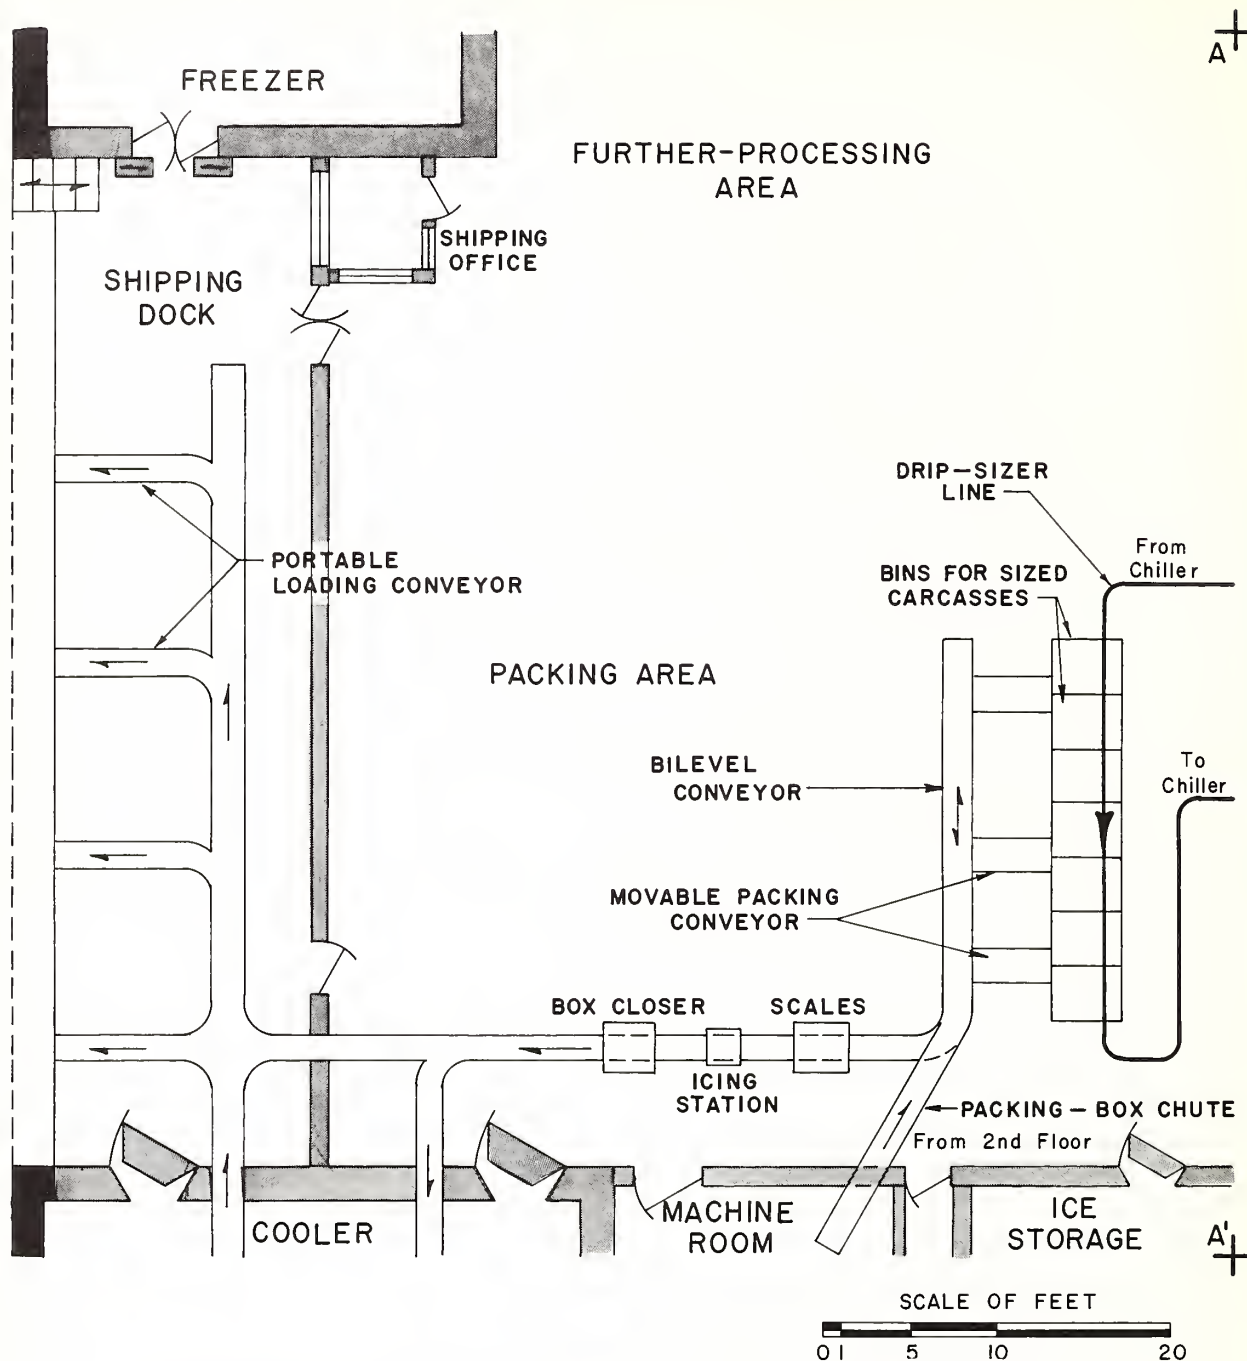 A
FREEZER
FURTHER-PROCESSING
AREA
SHIPPING
OFFICE
SHIPPING
DOCK
DRIP-SIZER
LINE
From
Chiller
PORTABLE
LOADING CONVEYOR
BINS FOR SIZED
CARCASSES
PACKING AREA
BILEVEL
CONVEYOR
To
Chiller
MOVABLE PACKING
CONVEYOR
BOX CLOSER
SCALES
ICING
STATION
PACKING - BOX CHUTE
From 2nd Floor
COOLER
MACHINE
ROOM
ICE
STORAGE
A'
SCALE OF FEET
0 1 5 10 20